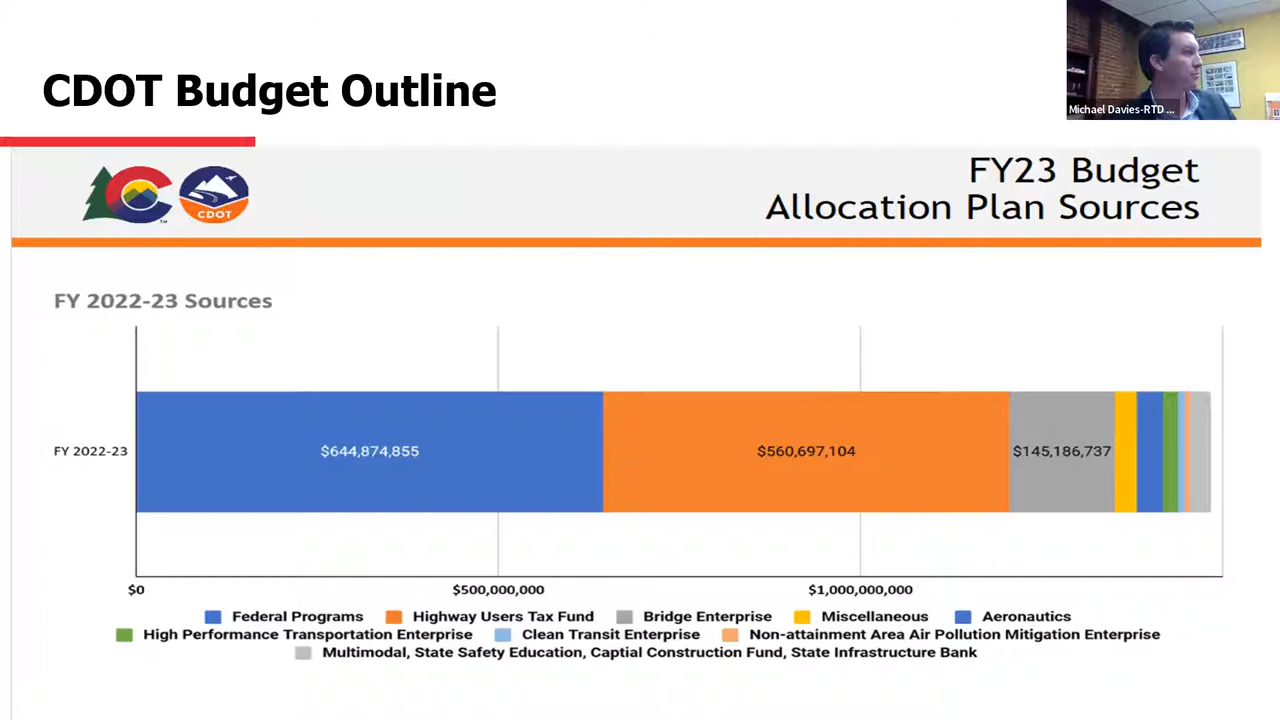 CDOT Budget Outline
Michael Davies-RTD ...
CDOT
TM
FY23 Budget
Allocation Plan Sources
FY 2022-23 Sources
FY 2022-23
$644,874,855
$560,697,104
$145,186,737
$0
$500,000,000
$1,000,000,000
Federal Programs
Highway Users Tax Fund
Bridge Enterprise
Miscellaneous
Aeronautics
High Performance Transportation Enterprise
Clean Transit Enterprise
Non-attainment Area Air Pollution Mitigation Enterprise
Multimodal, State Safety Education, Captial Construction Fund, State Infrastructure Bank